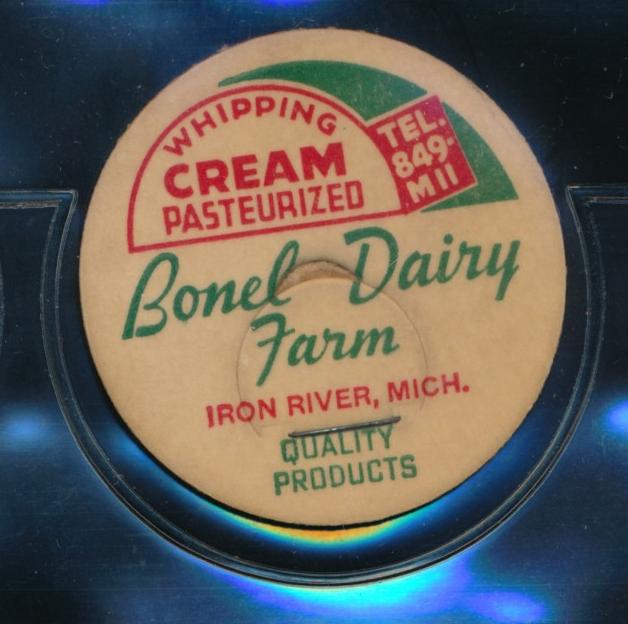 WHIPPING
CREAM
PASTEURIZED
TEL.
849-
M11
Bonel Dairy
Farm
IRON RIVER, MICH.
QUALITY
PRODUCTS